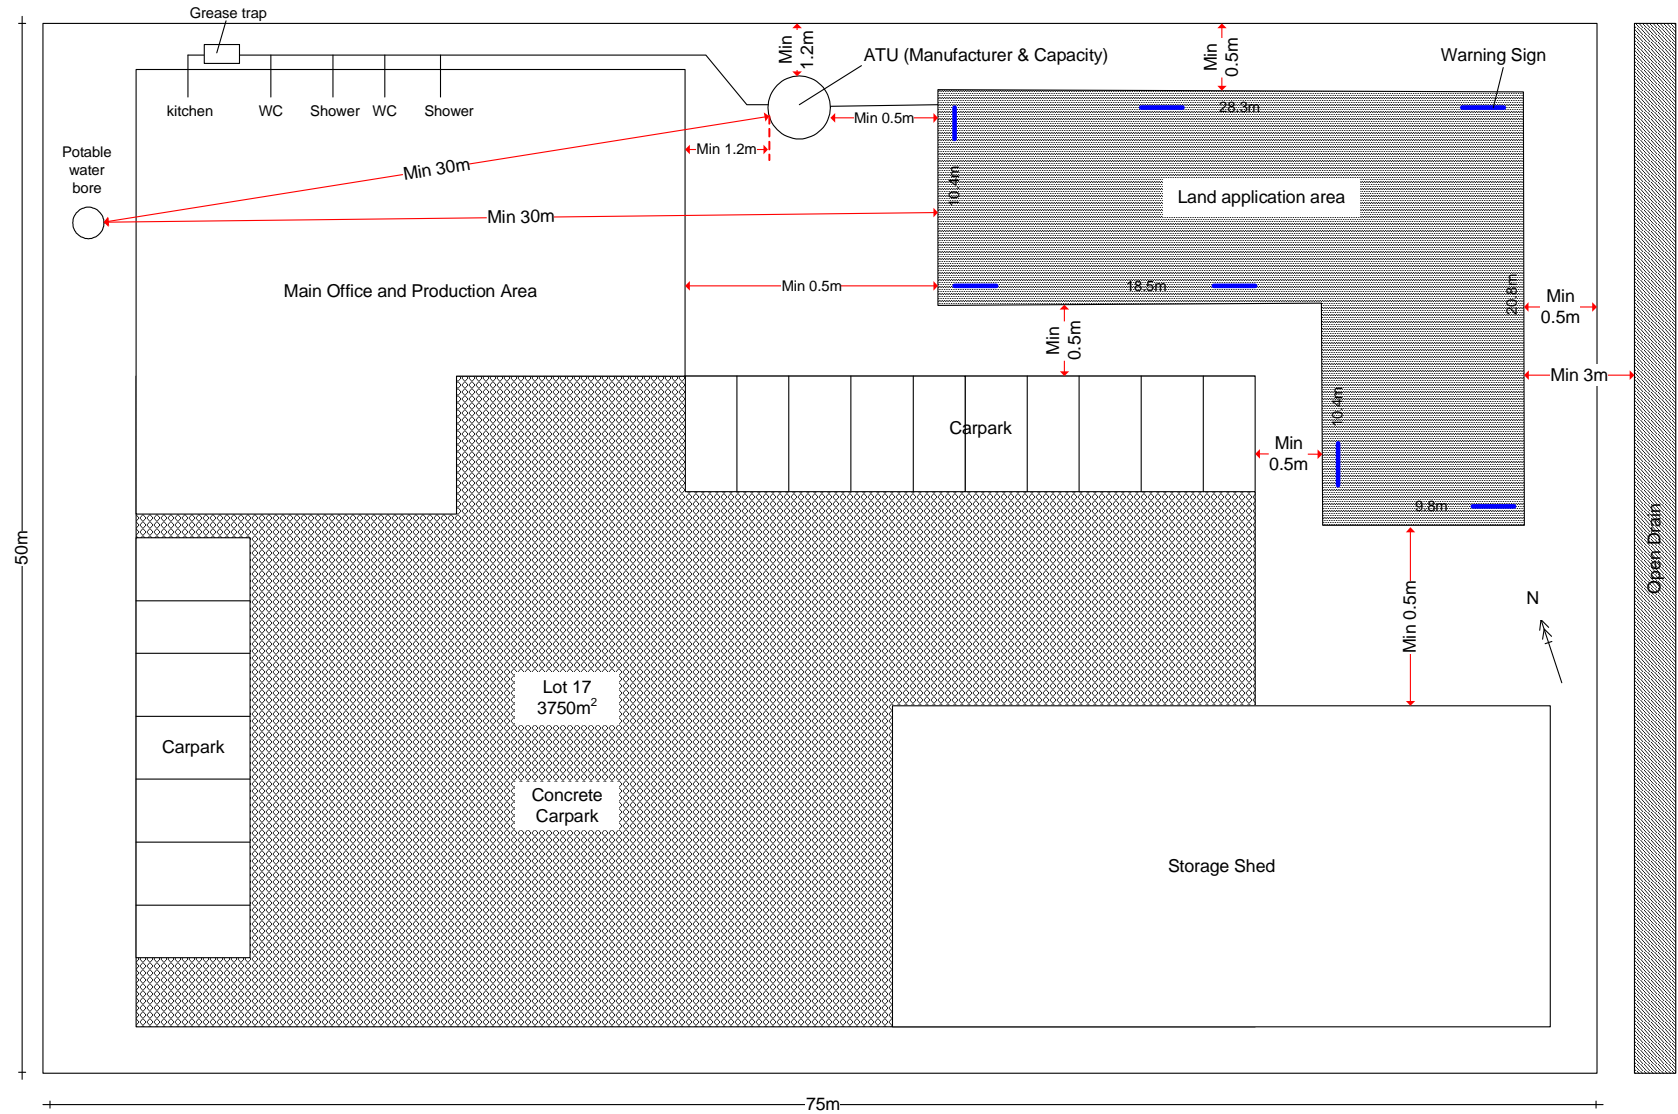 Grease trap
Min
1.2m
ATU (Manufacturer & Capacity)
Min
0.5m
Warning Sign
kitchen
WC
Shower
WC
Shower
28.3m
Min 0.5m
Potable
water
bore
Min 1.2m
Min 30m
10.4m
Land application area
Min 30m
Main Office and Production Area
Min 0.5m
18.5m
20.8m
Min
0.5m
Min
0.5m
Min 3m
10.4m
Carpark
Min
0.5m
9.8m
50m
Open Drain
N
Min 0.5m
Lot 17
3750m²
Carpark
Concrete
Carpark
Storage Shed
75m